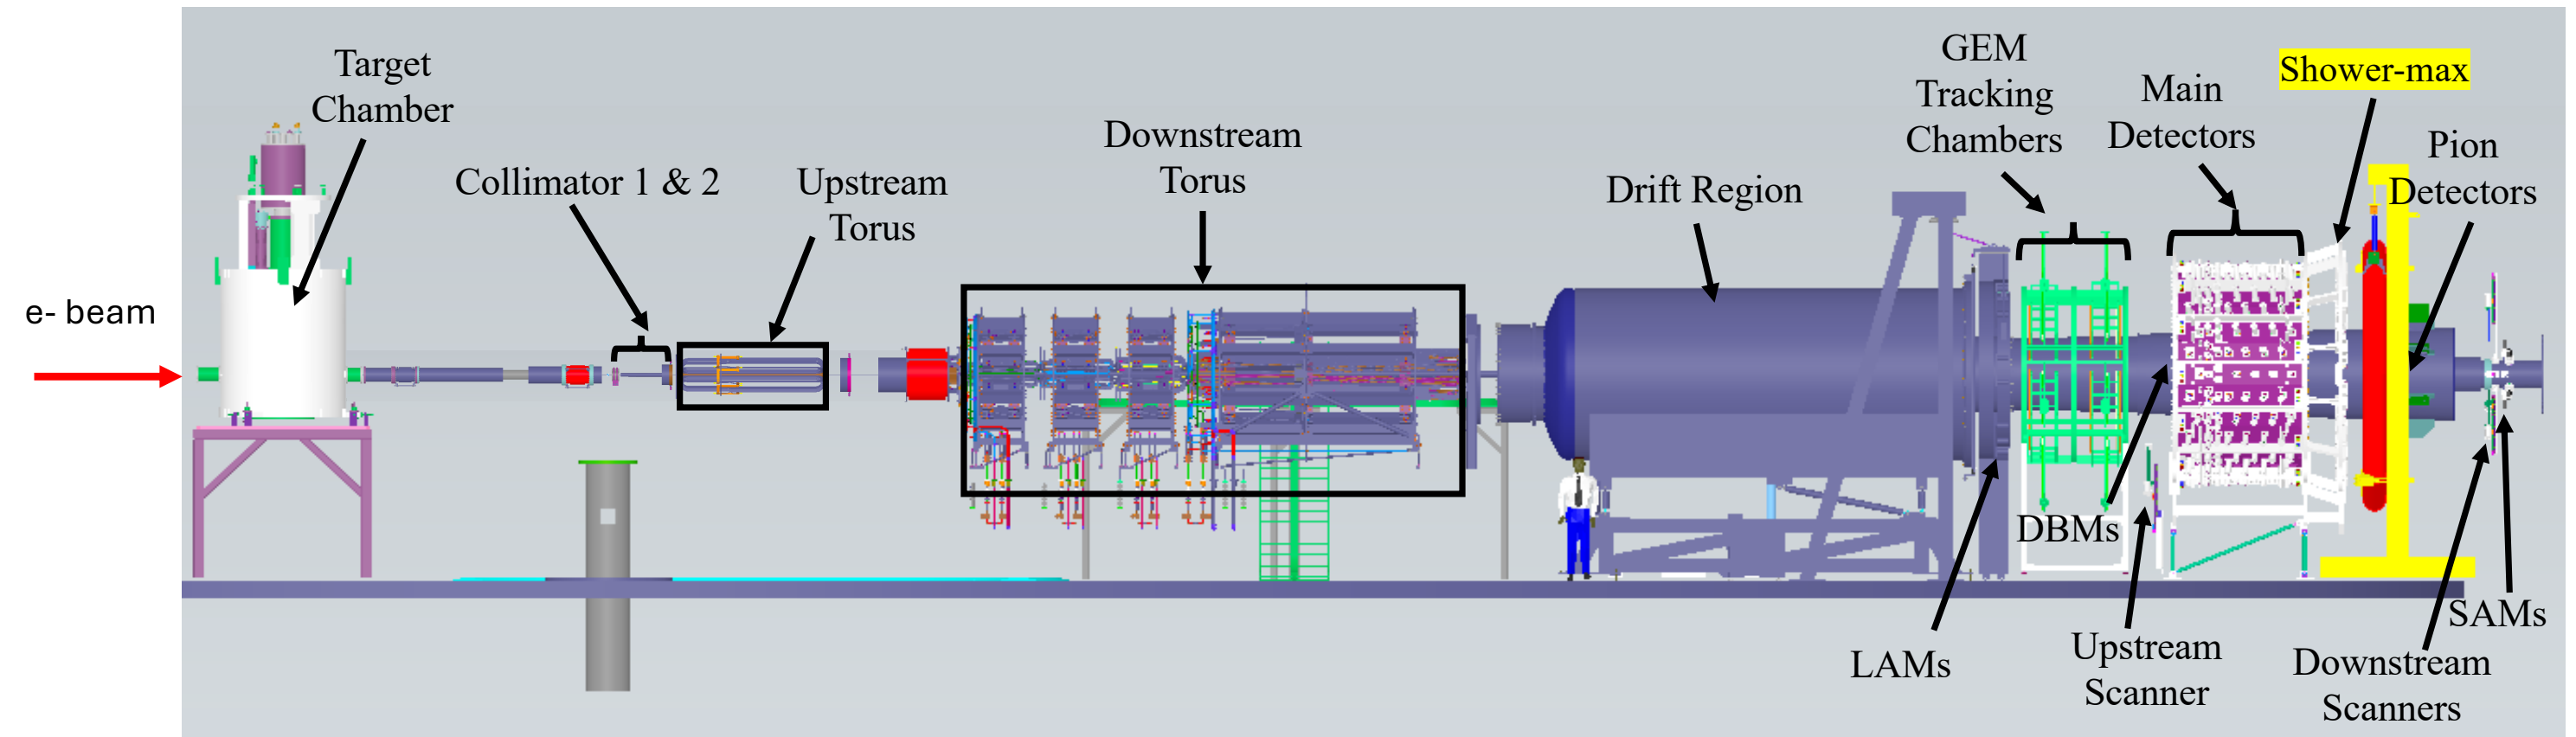 e- beam
Target
Chamber
Collimator 1 & 2
Upstream
Torus
Downstream
Torus
Drift Region
GEM
Tracking
Chambers
Main
Detectors
Shower-max
Pion
Detectors
LAMs
DBMs
Upstream
Scanner
Downstream
Scanners
SAMs